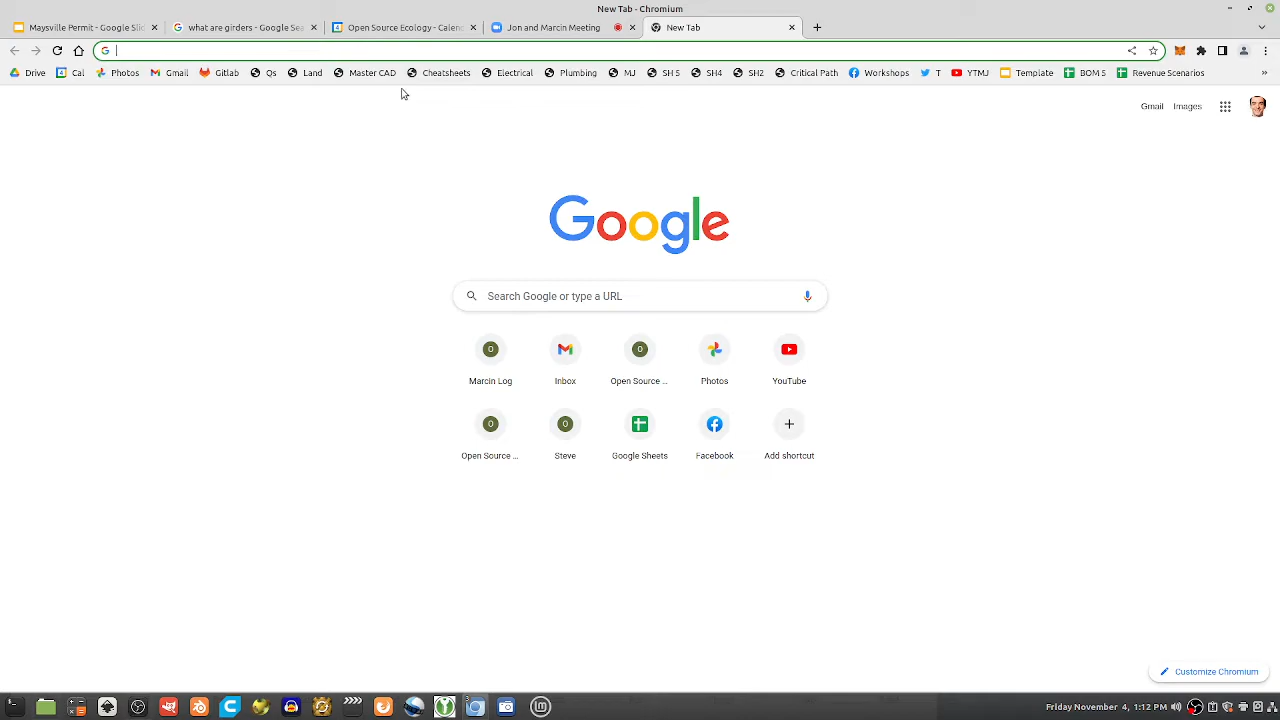 New Tab - Chromium
Maysville Permit - Google Slid
what are girders - Google Sea
Open Source Ecology - Calend
Jon and Marcin Meeting
New Tab
Drive
Cal
Photos
Gmail
Gitlab
Qs
Land
Master CAD
Cheatsheets
Electrical
Plumbing
MJ
SH 5
SH4
Critical Path
Workshops
T
YTMJ
Template
BOM 5
Revenue Scenarios
Gmail
Images
Google
Search Google or type a URL
Marcin Log
Inbox
Open Source ...
Photos
YouTube
Open Source ...
Steve
Google Sheets
Facebook
Add shortcut
Customize Chromium
Friday November 4, 1:12 PM